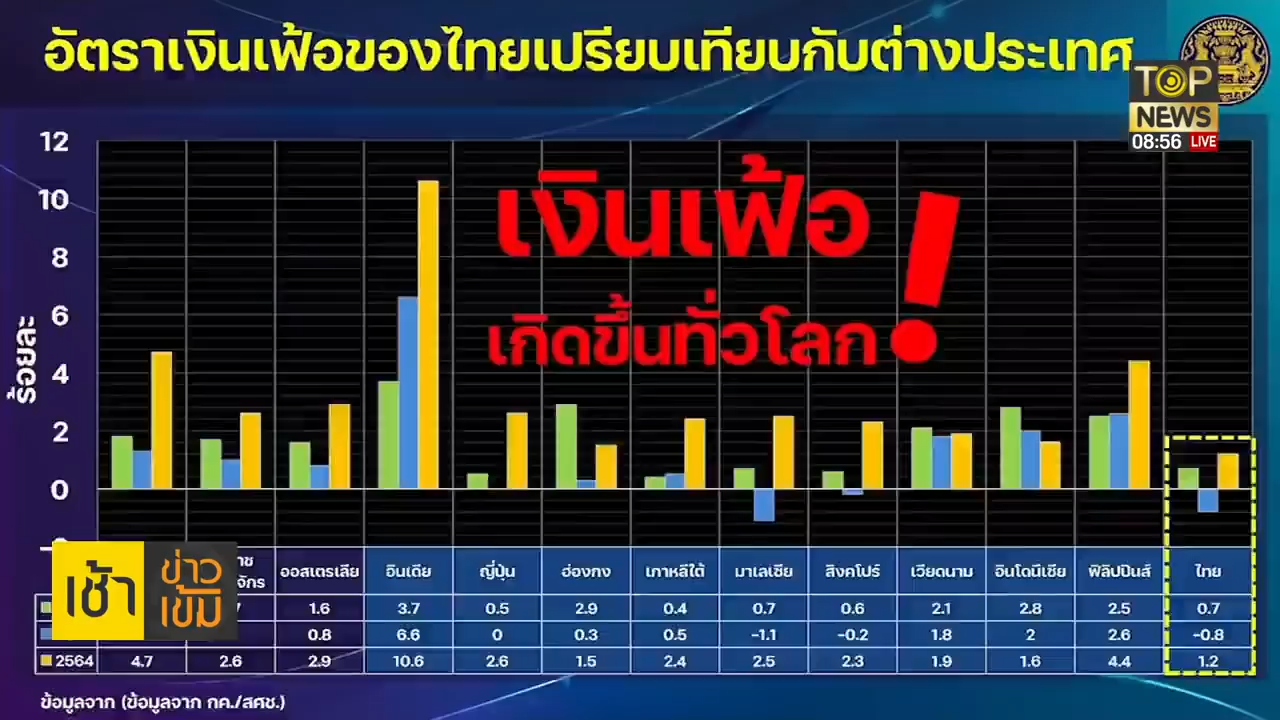 อัตราเงินเฟ้อของไทยเปรียบเทียบกับต่างประเทศ
TOP
NEWS
08:56 LIVE
เงินเฟ้อ!
เกิดขึ้นทั่วโลก
ร้อยละ
12
10
8
6
4
2
0
ออสเตรเลีย อินเดีย ญี่ปุ่น ฮ่องกง เกาหลีใต้ มาเลเซีย สิงคโปร์ เวียดนาม อินโดนีเซีย ฟิลิปปินส์ ไทย
1.6 3.7 0.5 2.9 0.4 0.7 0.6 2.1 2.8 2.5 0.7
0.8 6.6 0 0.3 0.5 -1.1 -0.2 1.8 2 2.6 -0.8
2564 4.7 2.6 2.9 10.6 2.6 1.5 2.4 2.5 2.3 1.9 1.6 4.4 1.2
เช้า
ข่าว
เข้ม
ข้อมูลจาก (ข้อมูลจาก กค./สศช.)